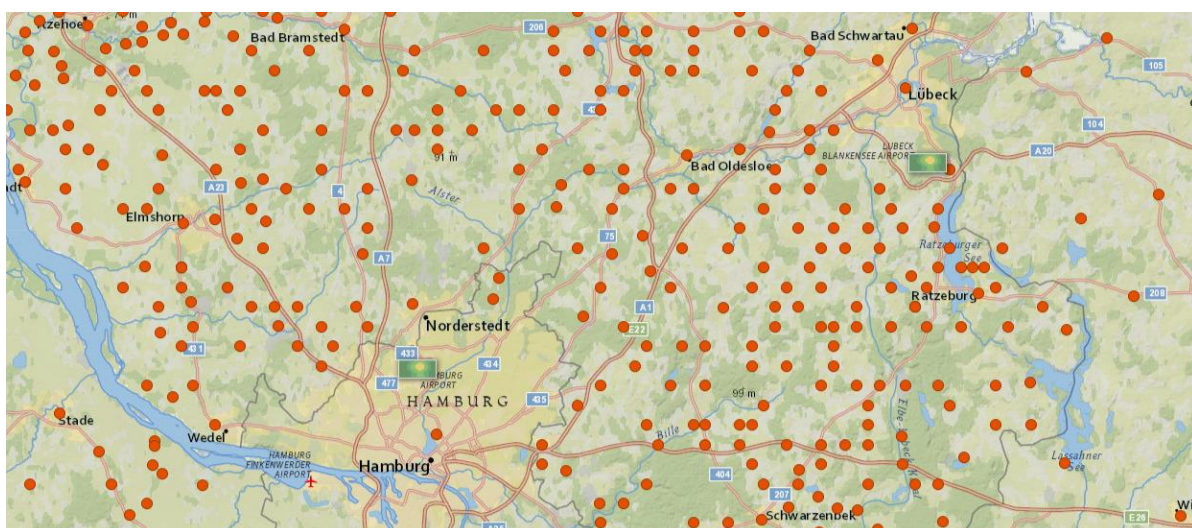 71 m
206
Bad Bramstedt
Bad Schwartau
105
Lübeck
104
A20
LÜBECK
BLANKENSEE AIRPORT
91 m
Bad Oldesloe
A23
4
Alster
Elmshorn
75
Ratzeburger
See
A7
Ratzeburg
208
A1
E22
Norderstedt
431
433
434
AIRPORT
477
HAMBURG
435
99 m
Stade
Wedel
Bille
HAMBURG
FINKENWERDER
AIRPORT
Hamburg
404
Lassahner
See
207
Schwarzenbek
E26